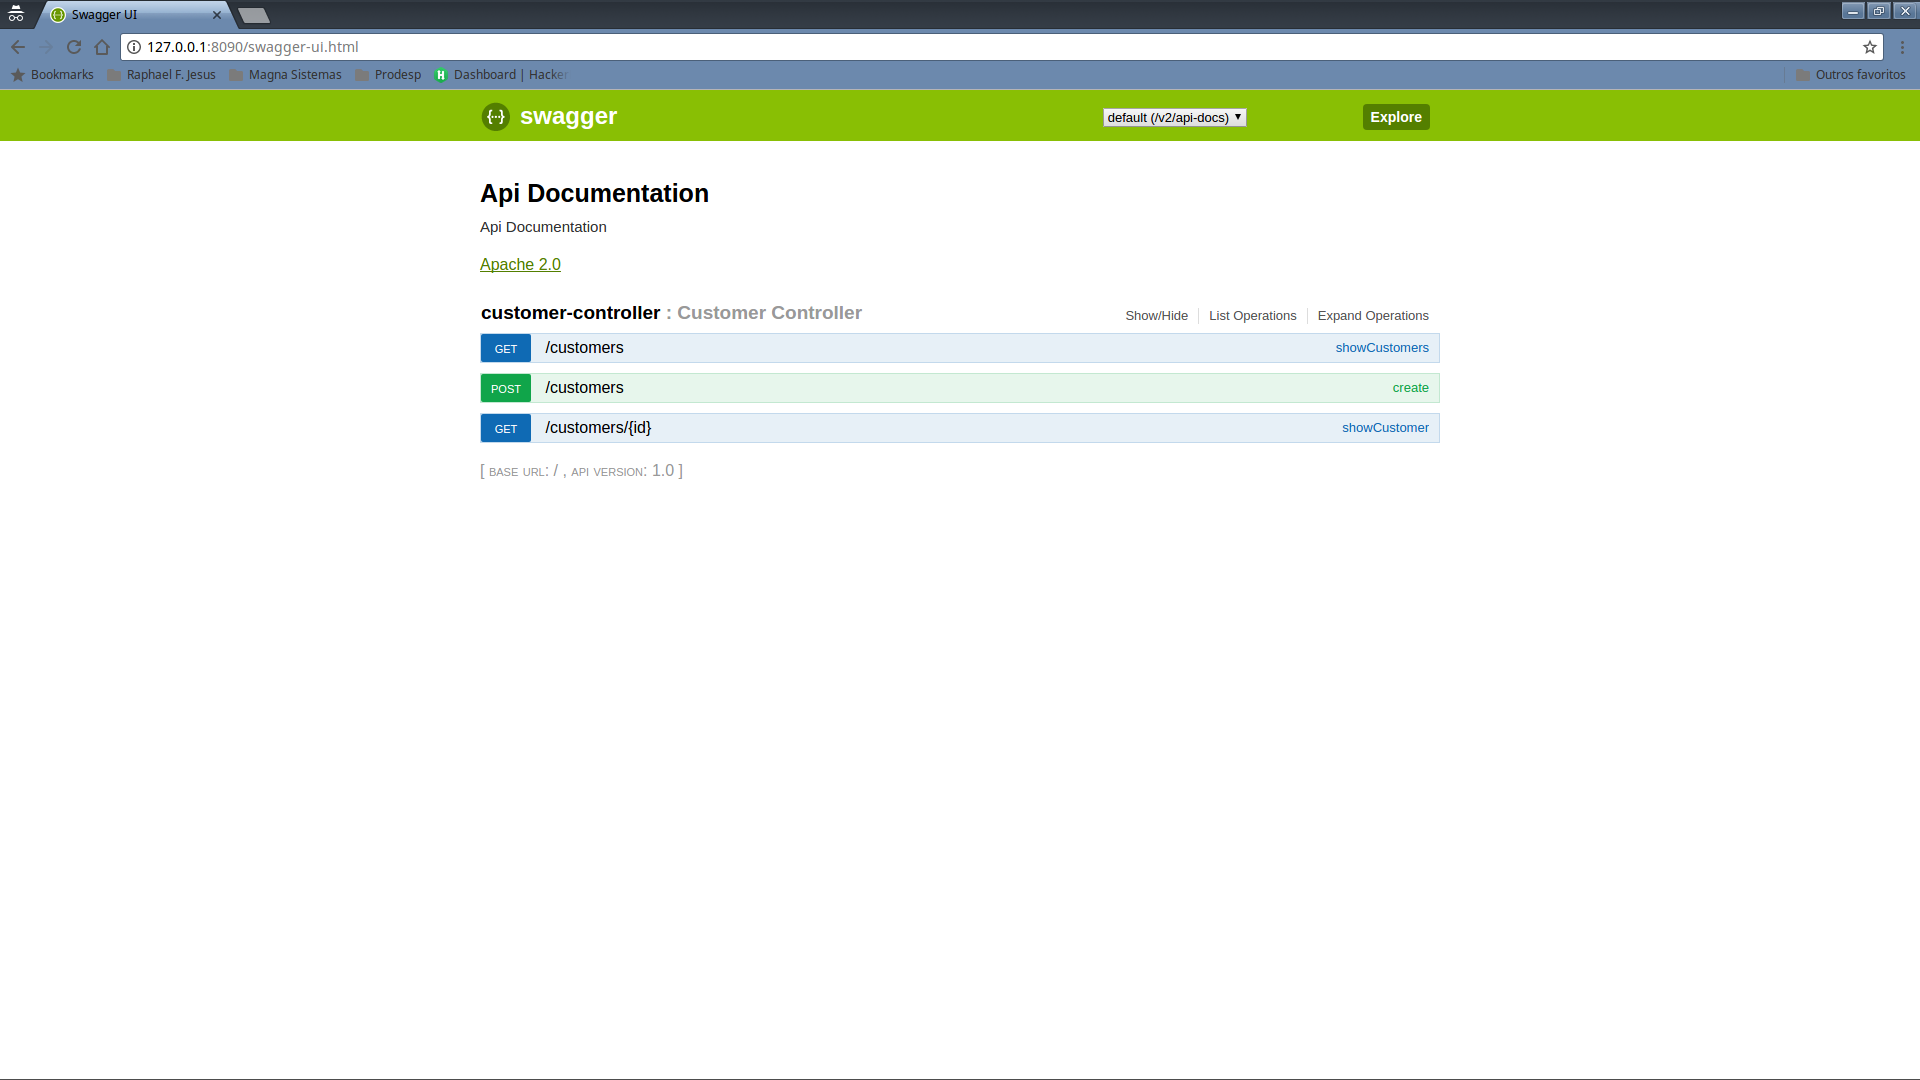 Swagger UI
127.0.0.1:8090/swagger-ui.html
Bookmarks Raphael F. Jesus Magna Sistemas Prodesp H Dashboard | Hacker Outros favoritos
{···} swagger default (/v2/api-docs) Explore
Api Documentation
Api Documentation
Apache 2.0
customer-controller : Customer Controller Show/Hide List Operations Expand Operations
GET /customers showCustomers
POST /customers create
GET /customers/{id} showCustomer
[ BASE URL: / , API VERSION: 1.0 ]